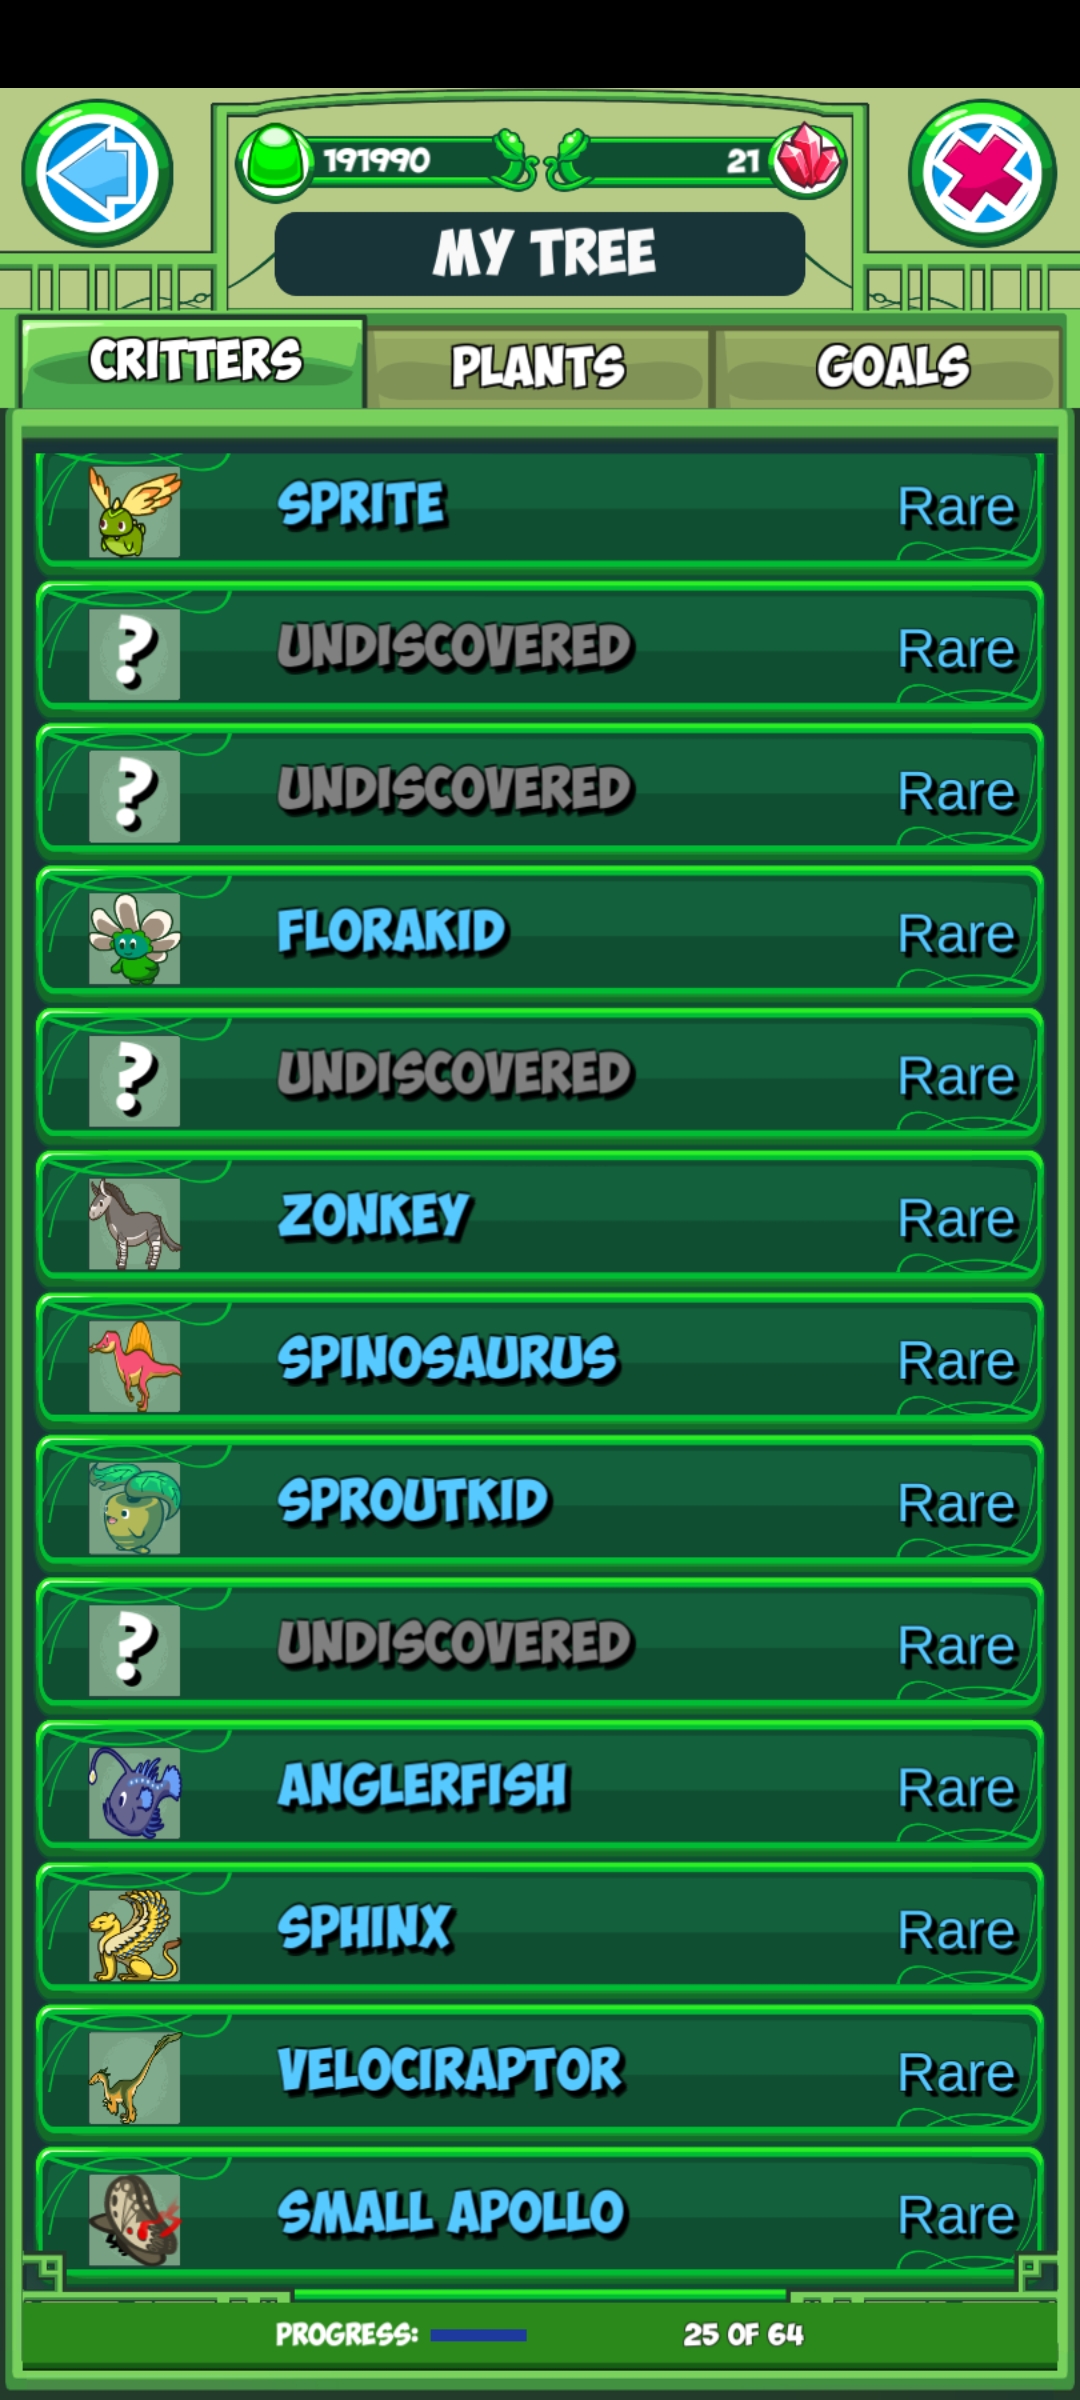 191990
21
MY TREE
CRITTERS
PLANTS
GOALS
SPRITE Rare
? UNDISCOVERED Rare
? UNDISCOVERED Rare
FLORAKID Rare
? UNDISCOVERED Rare
ZONKEY Rare
SPINOSAURUS Rare
SPROUTKID Rare
? UNDISCOVERED Rare
ANGLERFISH Rare
SPHINX Rare
VELOCIRAPTOR Rare
SMALL APOLLO Rare
PROGRESS: 25 OF 64